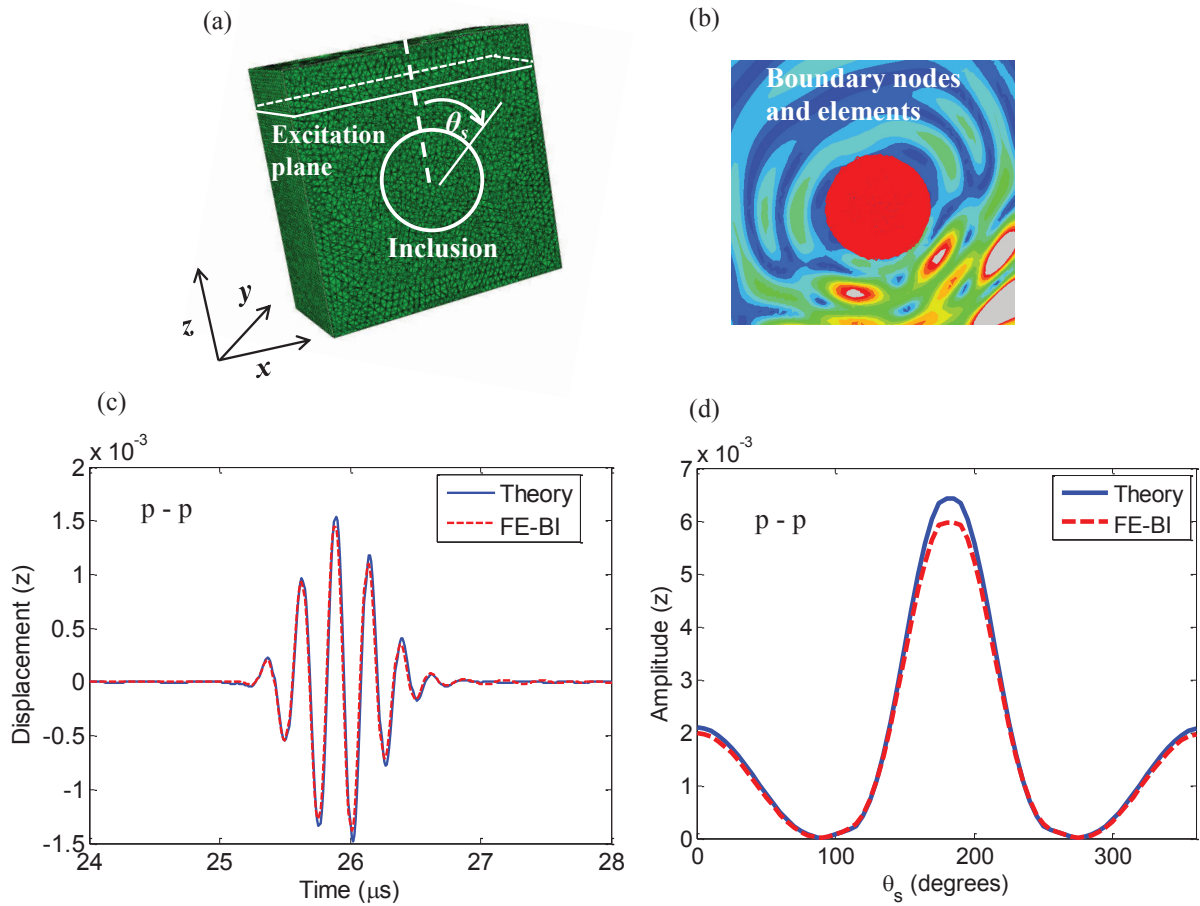 (a)
Excitation
plane
θs
Inclusion
z
y
x
(b)
Boundary nodes
and elements
(c)
x 10-3
p - p
Theory
FE-BI
2
1.5
1
0.5
0
-0.5
-1
-1.5
24
25
26
27
28
Displacement (z)
Time (μs)
(d)
x 10-3
p - p
Theory
FE-BI
7
6
5
4
3
2
1
0
0
100
200
300
Amplitude (z)
θs (degrees)